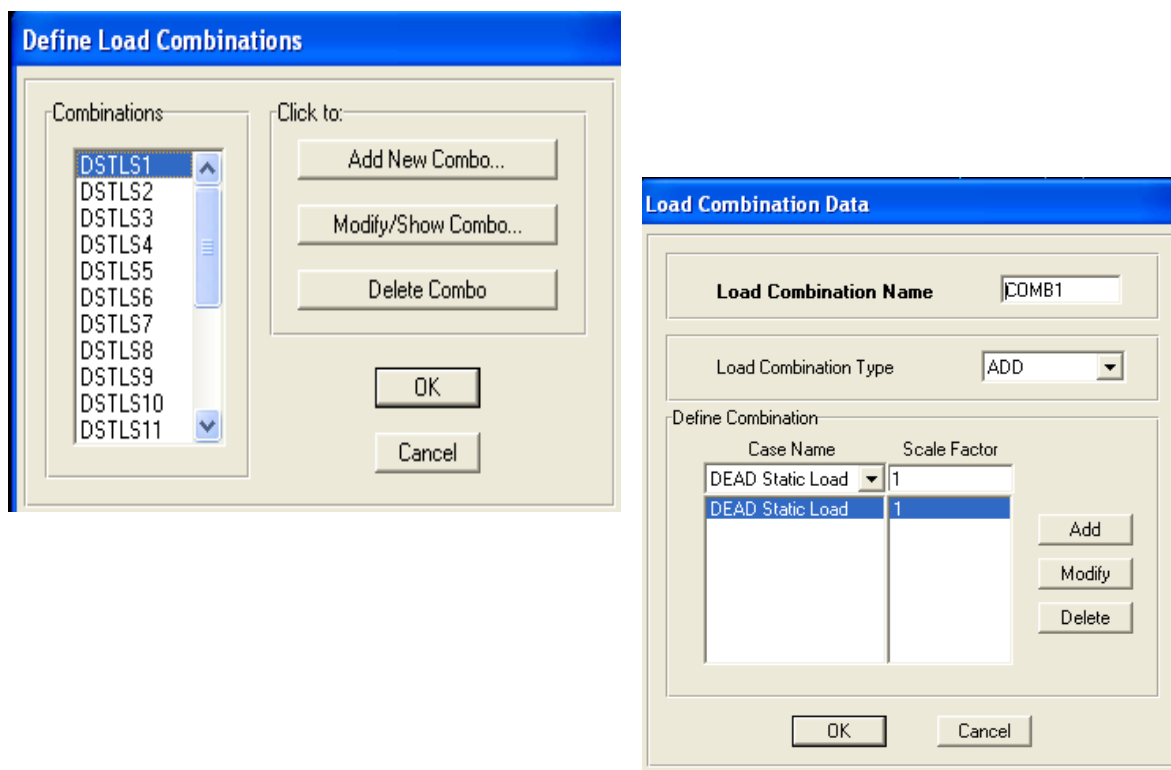 Define Load Combinations
Combinations
DSTLS1
DSTLS2
DSTLS3
DSTLS4
DSTLS5
DSTLS6
DSTLS7
DSTLS8
DSTLS9
DSTLS10
DSTLS11
Click to:
Add New Combo...
Modify/Show Combo...
Delete Combo
OK
Cancel
Load Combination Data
Load Combination Name COMB1
Load Combination Type ADD
Define Combination
Case Name Scale Factor
DEAD Static Load 1
DEAD Static Load 1
Add
Modify
Delete
OK Cancel